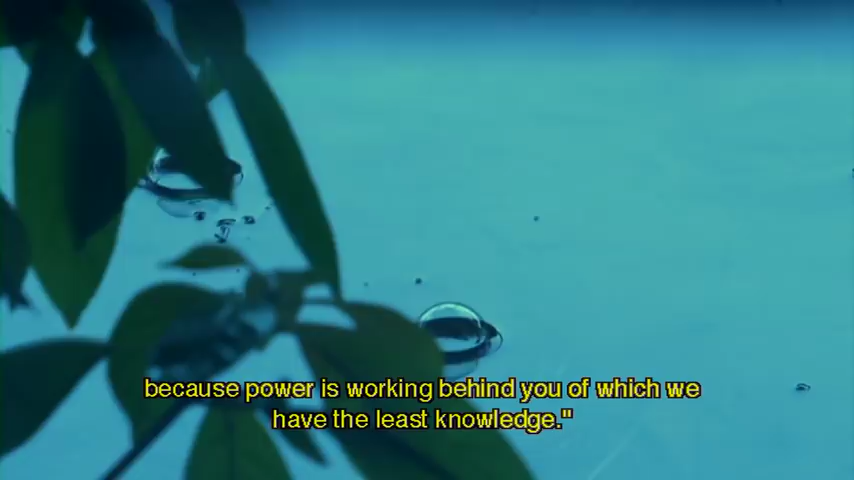 because power is working behind you of which we
have the least knowledge."